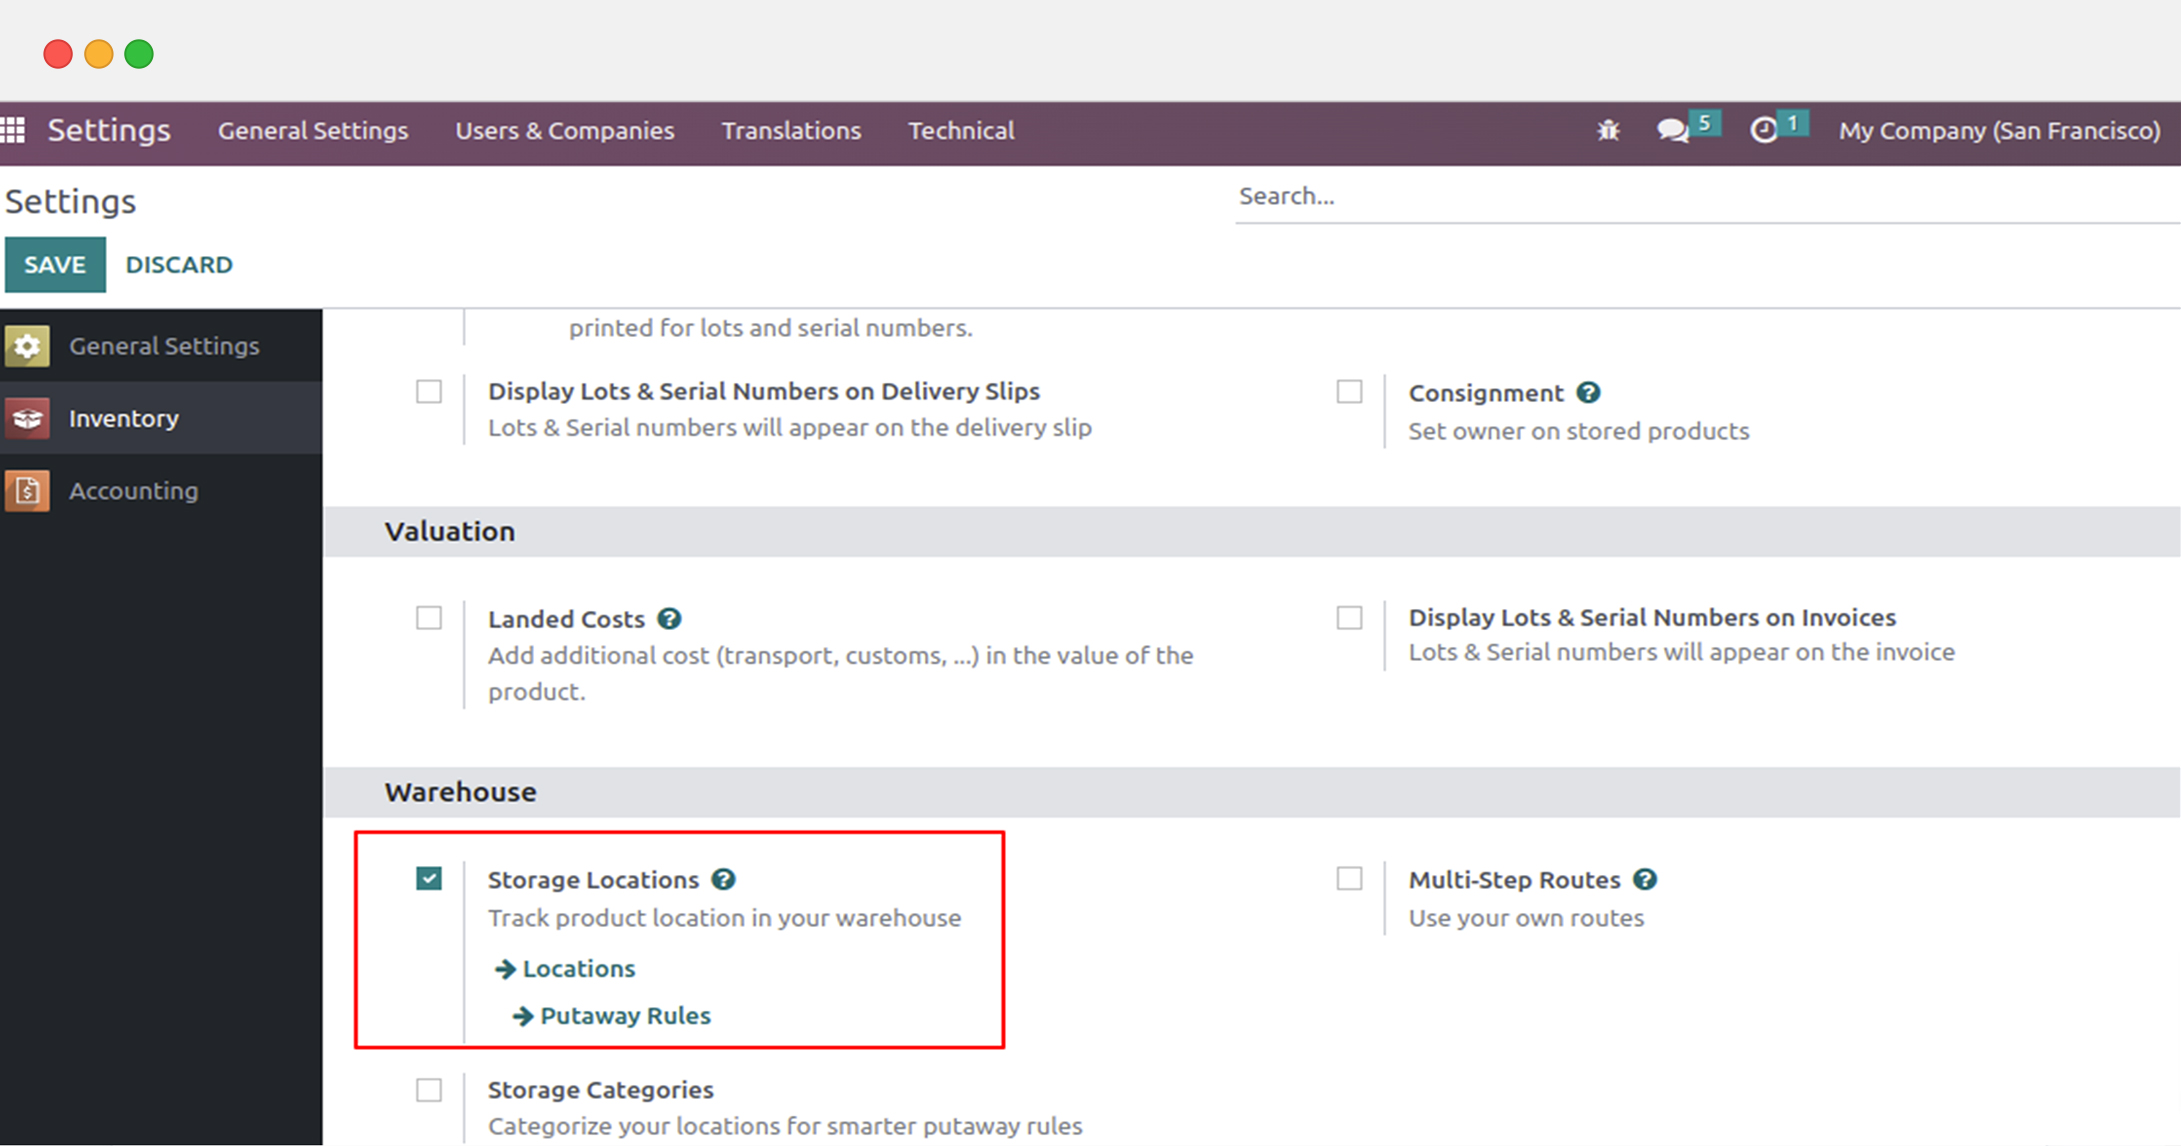 Settings General Settings Users & Companies Translations Technical 5 1 My Company (San Francisco)
Settings
Search...
SAVE DISCARD
General Settings
Inventory
Accounting
printed for lots and serial numbers.
Display Lots & Serial Numbers on Delivery Slips
Lots & Serial numbers will appear on the delivery slip
Consignment ?
Set owner on stored products
Valuation
Landed Costs ?
Add additional cost (transport, customs, ...) in the value of the
product.
Display Lots & Serial Numbers on Invoices
Lots & Serial numbers will appear on the invoice
Warehouse
Storage Locations ?
Track product location in your warehouse
Locations
Putaway Rules
Multi-Step Routes ?
Use your own routes
Storage Categories
Categorize your locations for smarter putaway rules